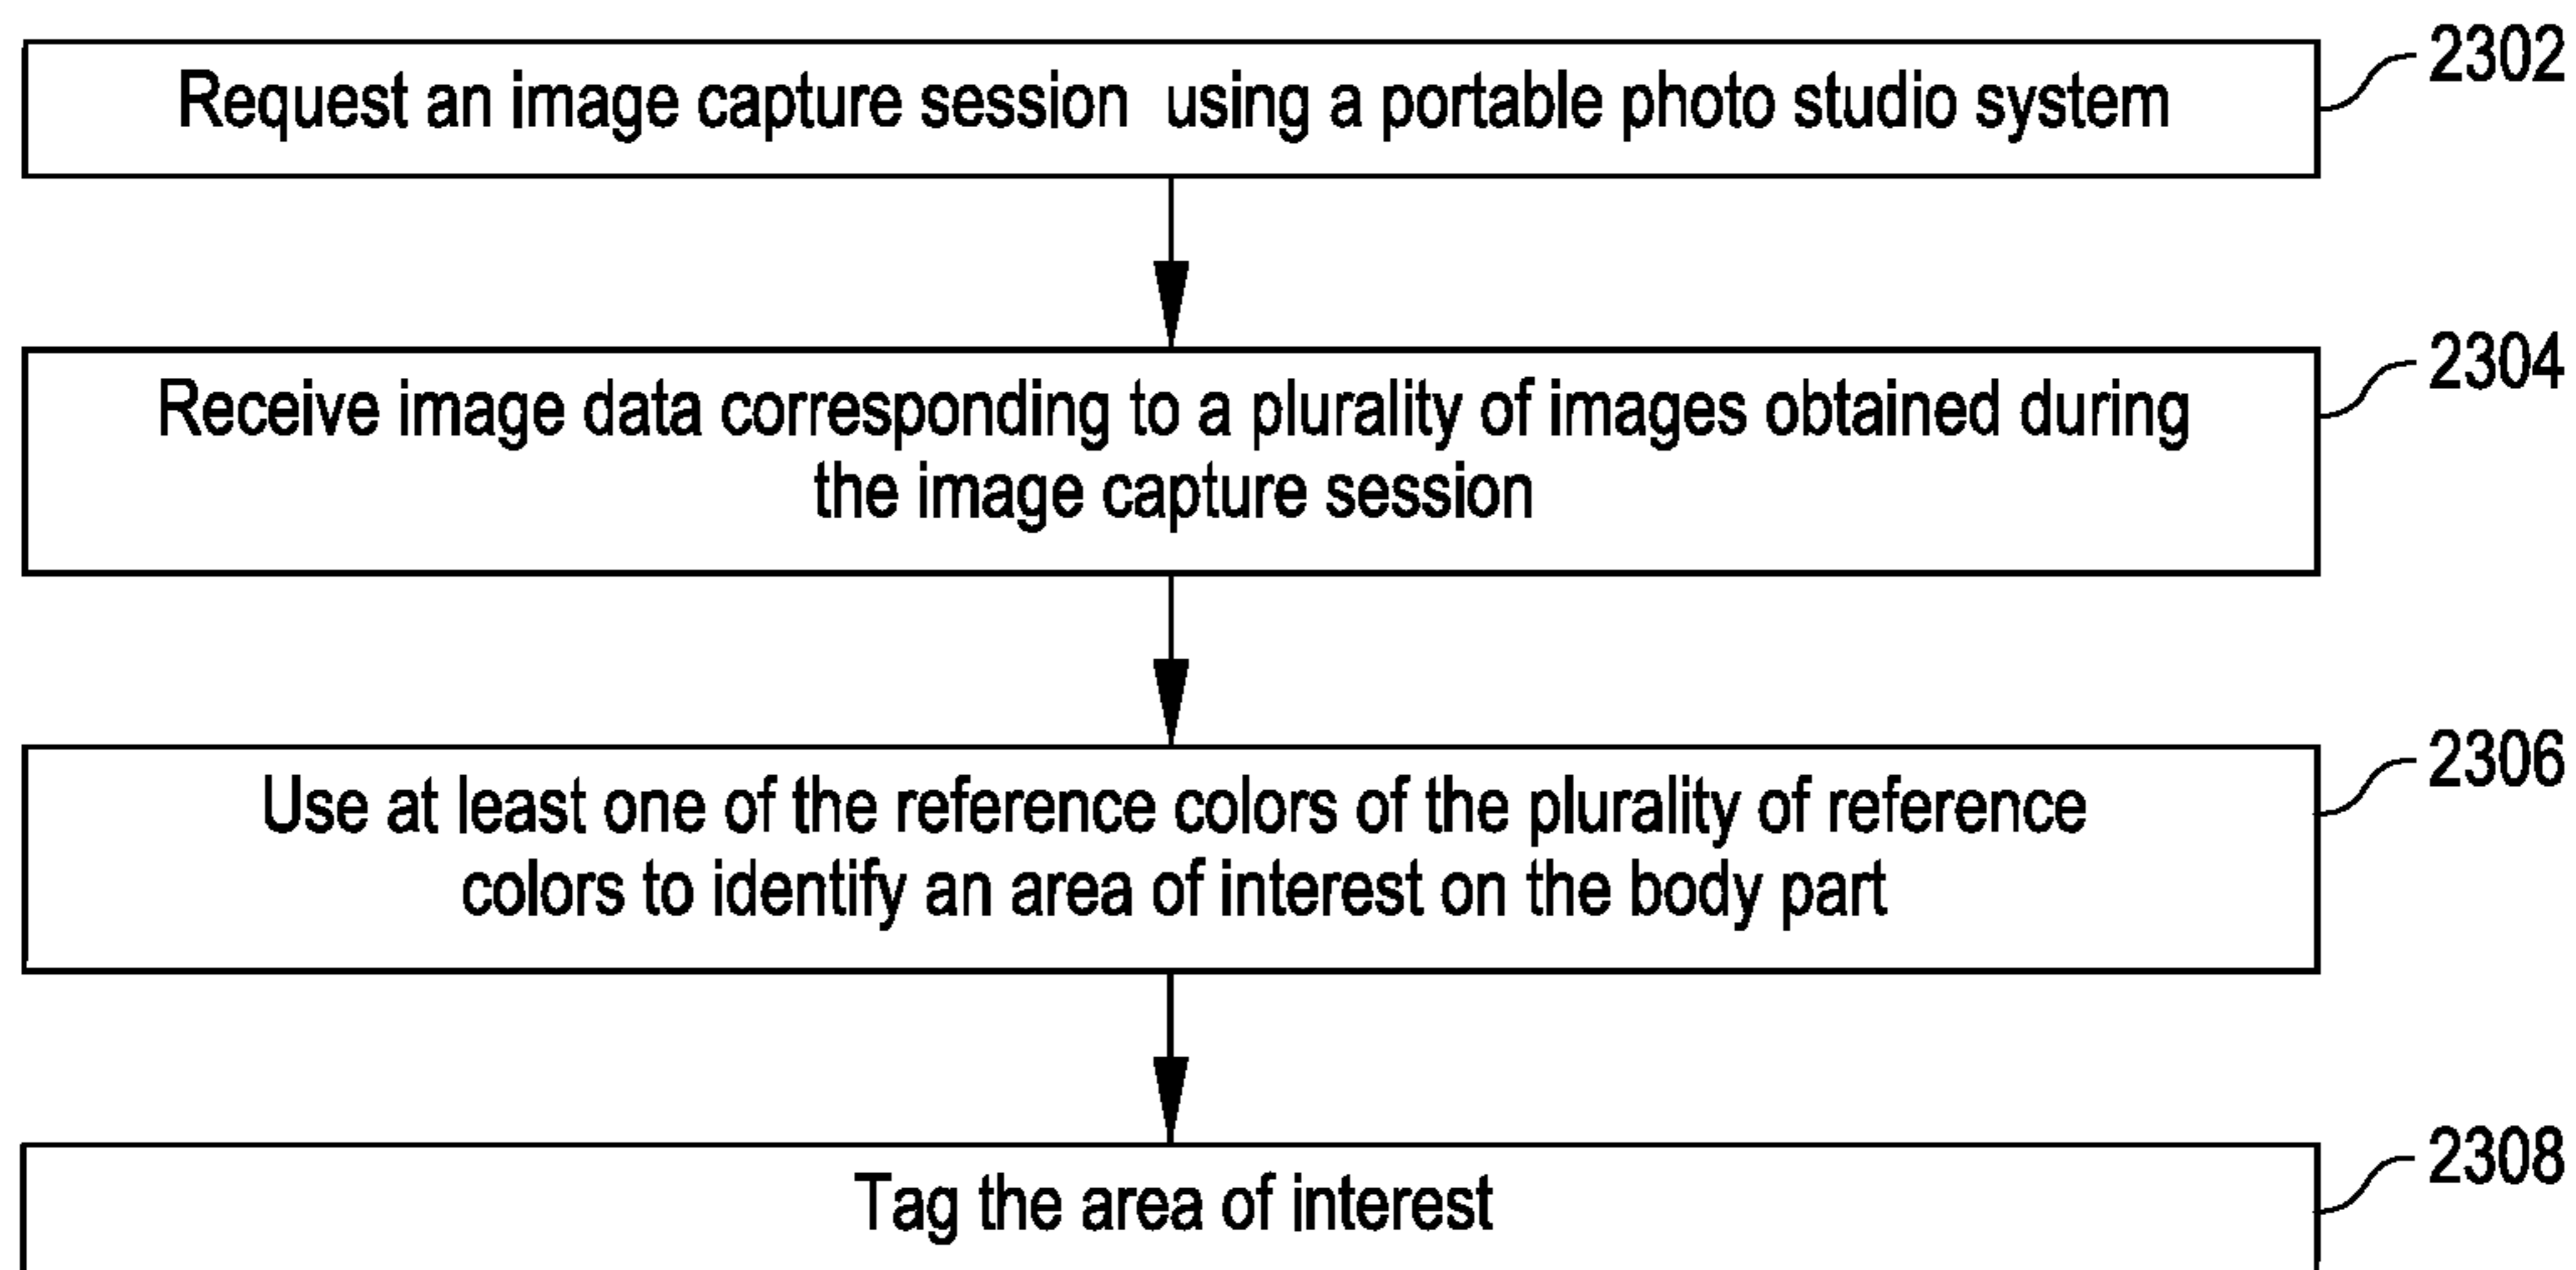 2302
Request an image capture session using a portable photo studio system
2304
Receive image data corresponding to a plurality of images obtained during
the image capture session
2306
Use at least one of the reference colors of the plurality of reference
colors to identify an area of interest on the body part
2308
Tag the area of interest